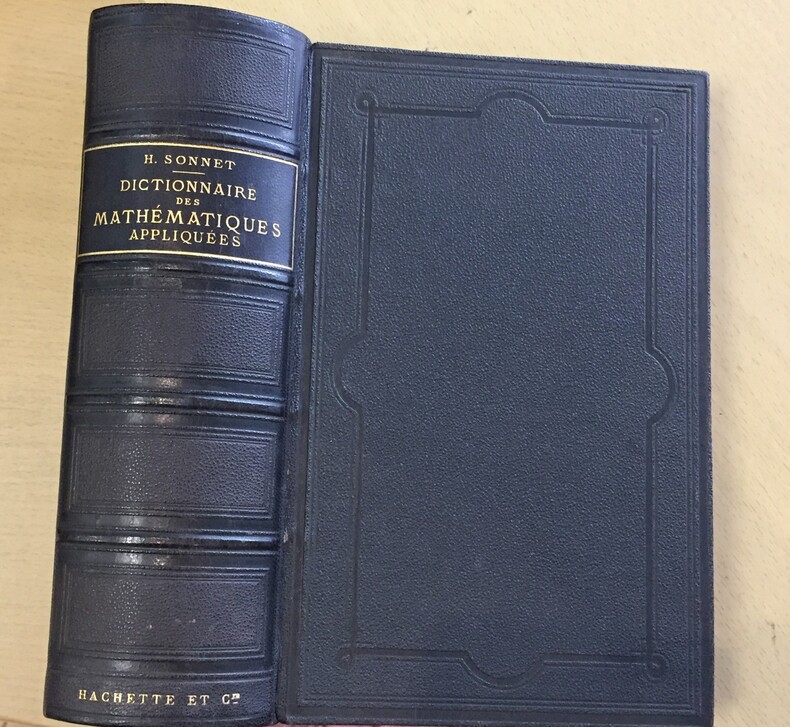 H. SONNET
DICTIONNAIRE
DES
MATHÉMATIQUES
APPLIQUÉES
HACHETTE ET Cie